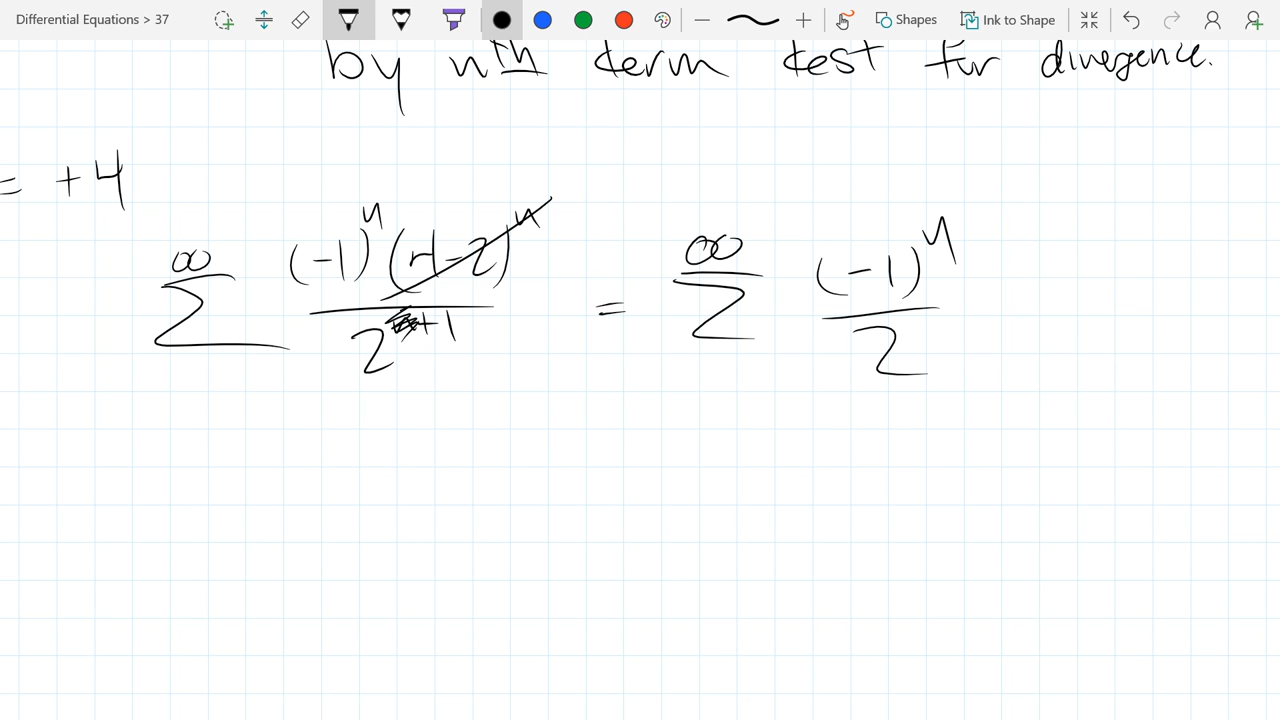 Differential Equations > 37
Shapes
Ink to Shape
by nth term test for divergence.
= +4
∞ ∑ (-1)^n (4-2)^n / 2^{n+1} = ∞ ∑ (-1)^n / 2